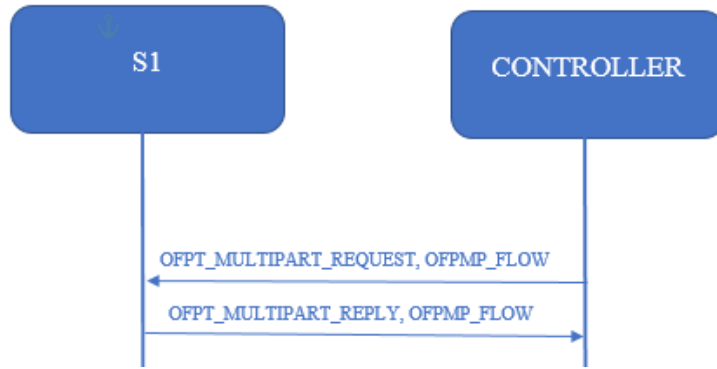 S1
CONTROLLER
OFPT_MULTIPART_REQUEST, OFPMP_FLOW
OFPT_MULTIPART_REPLY, OFPMP_FLOW